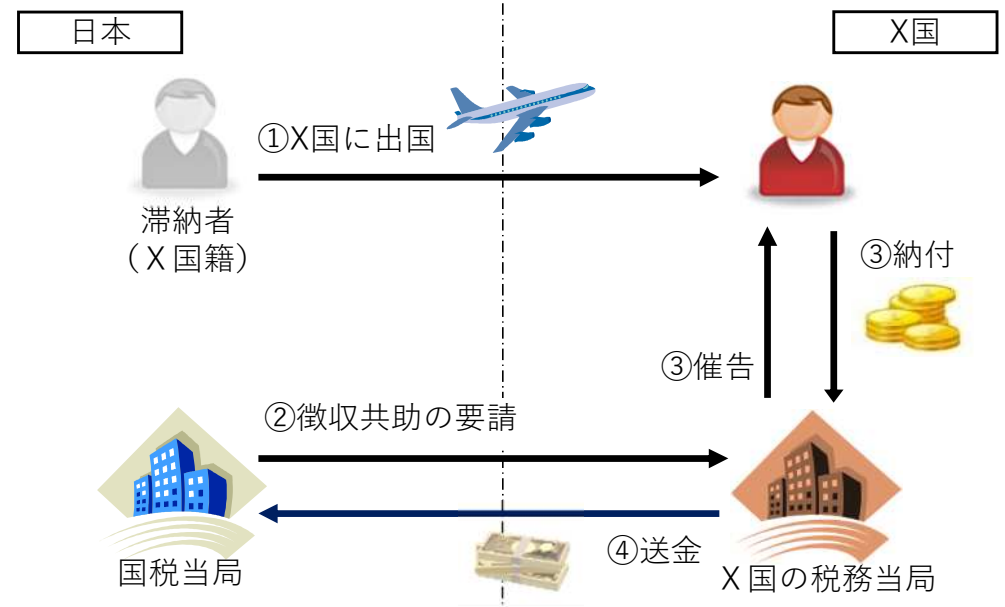 日本
X国
①X国に出国
滞納者
（X国籍）
③納付
③催告
②徴収共助の要請
④送金
国税当局
X国の税務当局